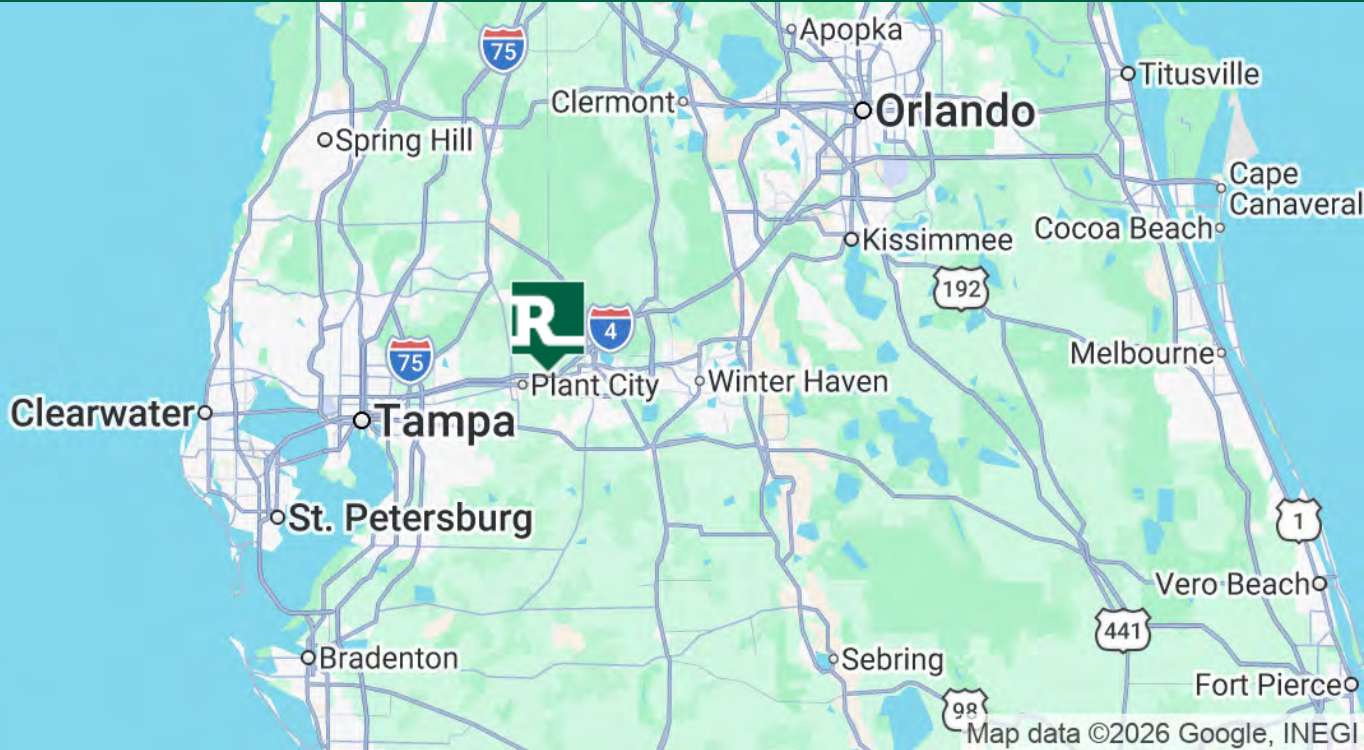 75
Apopka
Titusville
Clermont
Orlando
Spring Hill
Cape
Canaveral
Cocoa Beach
Kissimmee
192
R
4
75
Melbourne
Plant City
Winter Haven
Clearwater
Tampa
St. Petersburg
1
Vero Beach
441
Bradenton
Sebring
Fort Pierce
98
Map data ©2026 Google, INEGI